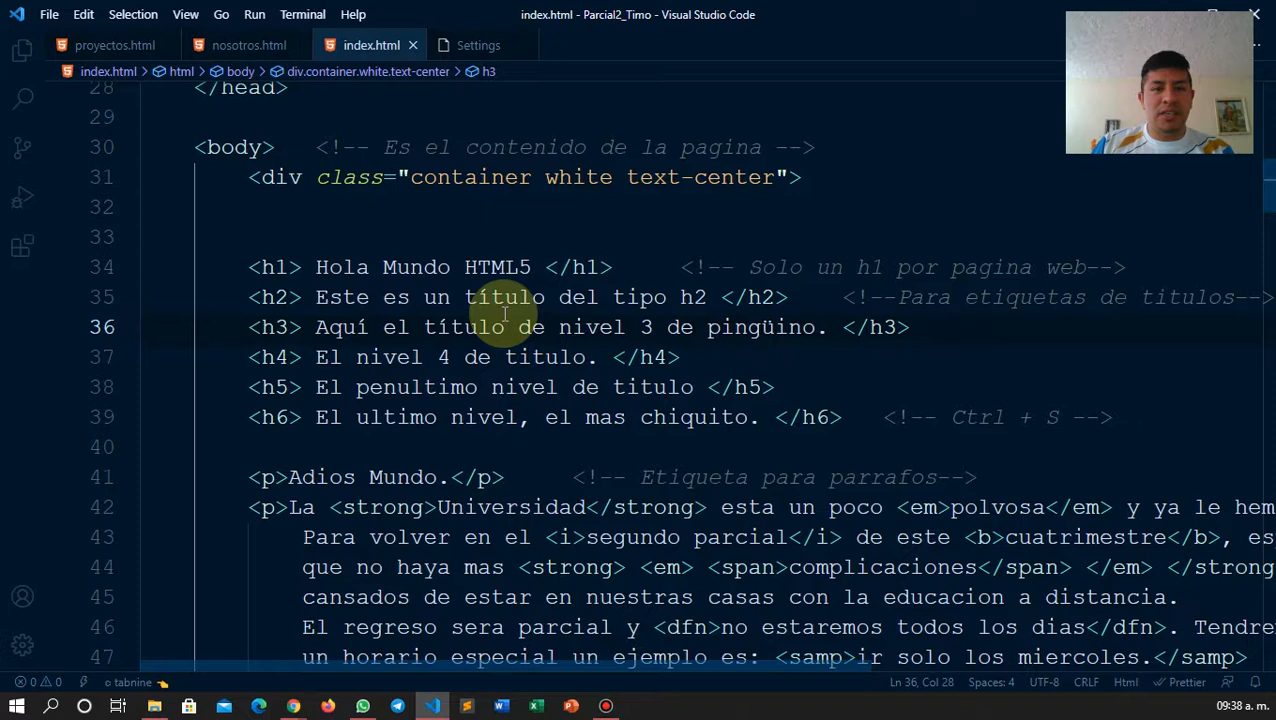 File Edit Selection View Go Run Terminal Help index.html - Parcial2_Timo - Visual Studio Code
proyectos.html nosotros.html index.html Settings
index.html html body div.container.white.text-center h3
28 </head>
29
30 <body> <!-- Es el contenido de la pagina -->
31 <div class="container white text-center">
32
33
34 <h1> Hola Mundo HTML5 </h1> <!-- Solo un h1 por pagina web-->
35 <h2> Este es un título del tipo h2 </h2> <!--Para etiquetas de titulos-->
36 <h3> Aquí el título de nivel 3 de pingüino. </h3>
37 <h4> El nivel 4 de titulo. </h4>
38 <h5> El penultimo nivel de titulo </h5>
39 <h6> El ultimo nivel, el mas chiquito. </h6> <!-- Ctrl + S -->
40
41 <p>Adios Mundo.</p> <!-- Etiqueta para parrafos-->
42 <p>La <strong>Universidad</strong> esta un poco <em>polvosa</em> y ya le hem
43 Para volver en el <i>segundo parcial</i> de este <b>cuatrimestre</b>, es
44 que no haya mas <strong> <em> <span>complicaciones</span> </em> </strong
45 cansados de estar en nuestras casas con la educacion a distancia.
46 El regreso sera parcial y <dfn>no estaremos todos los dias</dfn>. Tendre
47 un horario especial un ejemplo es: <samp>ir solo los miercoles.</samp>
0 0 tabnine Ln 36, Col 28 Spaces: 4 UTF-8 CRLF Html Prettier
09:38 a. m.